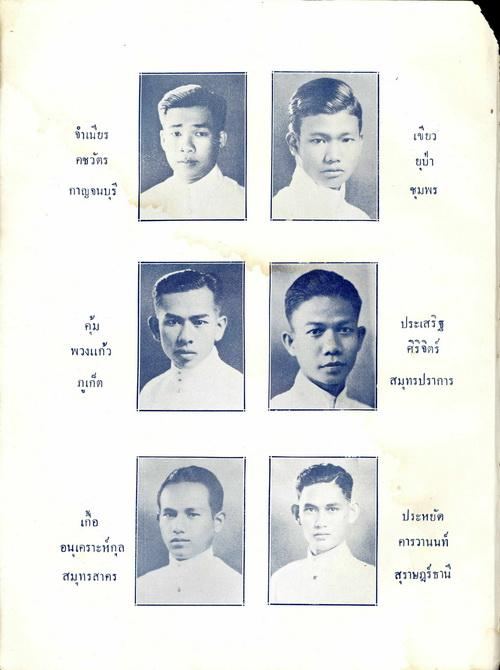 จำเนียร
คชวัตร
กาญจนบุรี
เขียว
ยุป๋า
ชุมพร
คุ้ม
พวงแก้ว
ภูเก็ต
ประเสริฐ
ศิริจิตร์
สมุทรปราการ
เกื้อ
อนุเคราะห์กุล
สมุทรสาคร
ประหยัด
คารวานนท์
สุราษฎร์ธานี